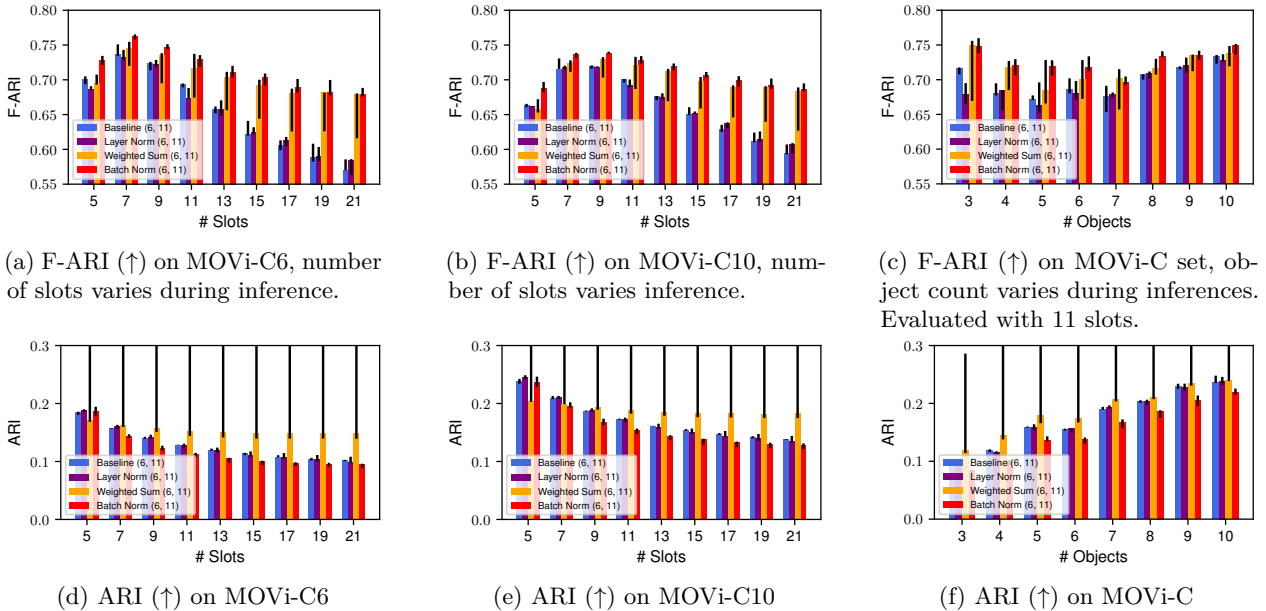 0.80
0.75
0.70
0.65
0.60
0.55
F-ARI
Baseline (6, 11)
Layer Norm (6, 11)
Weighted Sum (6, 11)
Batch Norm (6, 11)
5 7 9 11 13 15 17 19 21
# Slots
(a) F-ARI (↑) on MOVi-C6, number
of slots varies during inference.
0.80
0.75
0.70
0.65
0.60
0.55
F-ARI
Baseline (6, 11)
Layer Norm (6, 11)
Weighted Sum (6, 11)
Batch Norm (6, 11)
5 7 9 11 13 15 17 19 21
# Slots
(b) F-ARI (↑) on MOVi-C10, num-
ber of slots varies inference.
0.80
0.75
0.70
0.65
0.60
0.55
F-ARI
Baseline (6, 11)
Layer Norm (6, 11)
Weighted Sum (6, 11)
Batch Norm (6, 11)
3 4 5 6 7 8 9 10
# Objects
(c) F-ARI (↑) on MOVi-C set, ob-
ject count varies during inferences.
Evaluated with 11 slots.
0.3
0.2
0.1
0.0
ARI
Baseline (6, 11)
Layer Norm (6, 11)
Weighted Sum (6, 11)
Batch Norm (6, 11)
5 7 9 11 13 15 17 19 21
# Slots
(d) ARI (↑) on MOVi-C6
0.3
0.2
0.1
0.0
ARI
Baseline (6, 11)
Layer Norm (6, 11)
Weighted Sum (6, 11)
Batch Norm (6, 11)
5 7 9 11 13 15 17 19 21
# Slots
(e) ARI (↑) on MOVi-C10
0.3
0.2
0.1
0.0
ARI
Baseline (6, 11)
Layer Norm (6, 11)
Weighted Sum (6, 11)
Batch Norm (6, 11)
3 4 5 6 7 8 9 10
# Objects
(f) ARI (↑) on MOVi-C